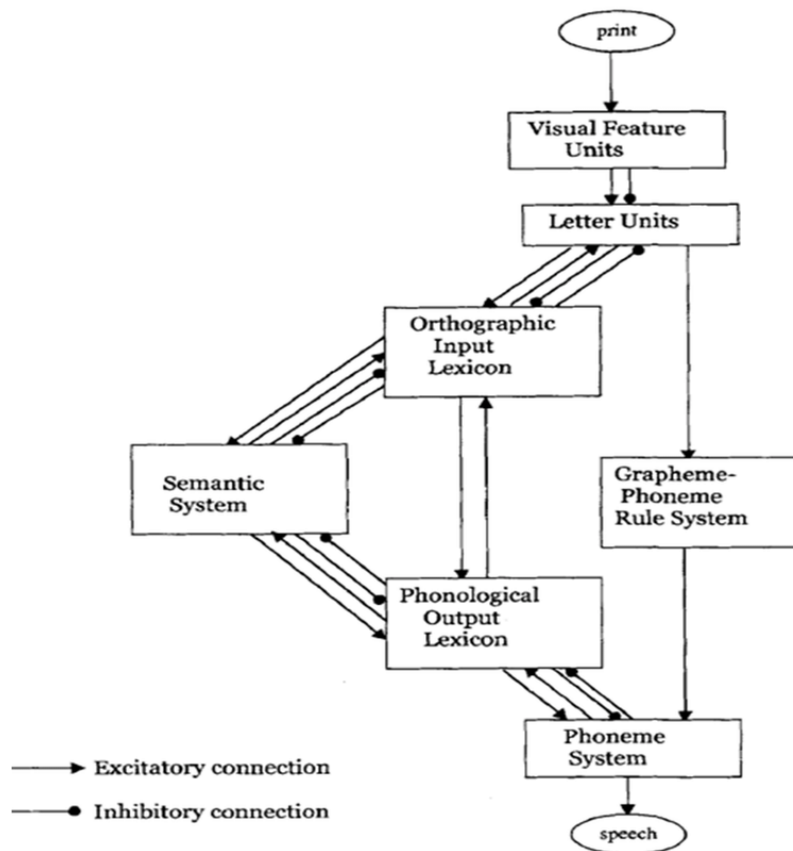 print
Visual Feature
Units
Letter Units
Orthographic
Input
Lexicon
Semantic
System
Grapheme-
Phoneme
Rule System
Phonological
Output
Lexicon
Phoneme
System
Excitatory connection
Inhibitory connection
speech